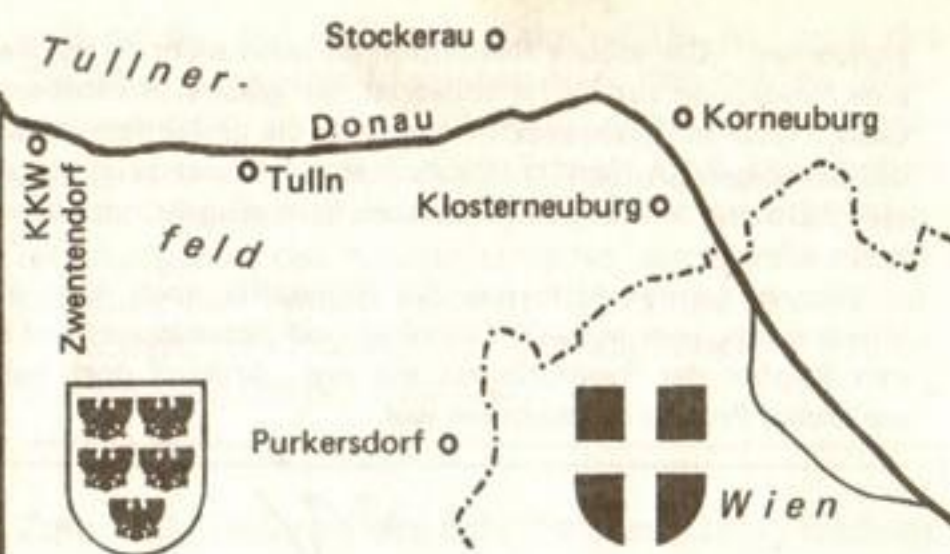 Stockerau
Tullner-
Donau
Korneuburg
KKW
Zwentendorf
Tulln
feld
Klosterneuburg
Purkersdorf
Wien